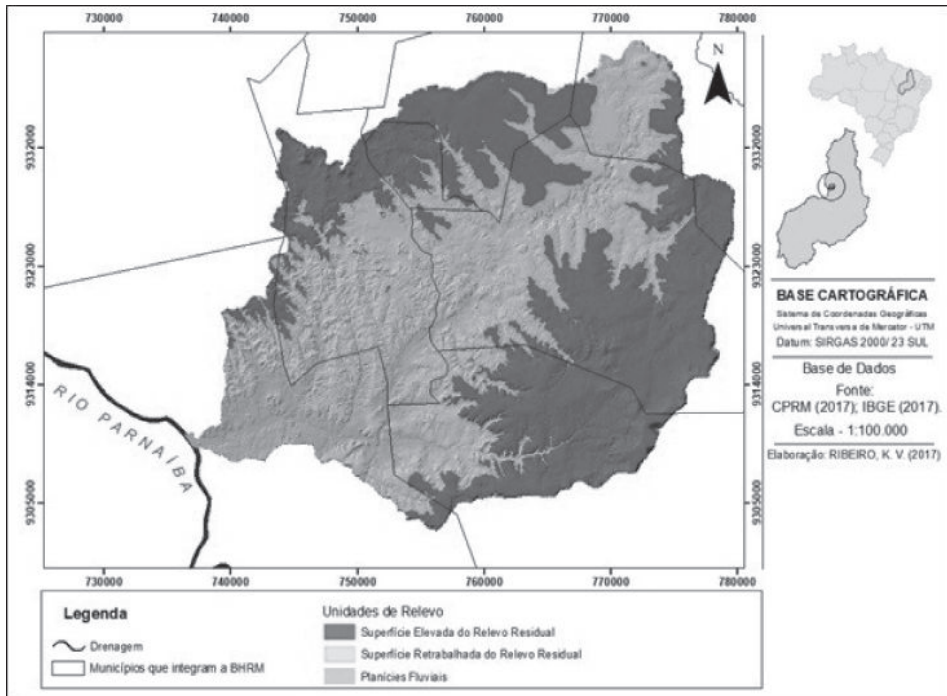 730000 740000 750000 760000 770000 780000
9332000 9332000
9323000 9323000
9314000 9314000
9305000 9305000
N
RIO PARNAÍBA
730000 740000 750000 760000 770000 780000
BASE CARTOGRÁFICA
Sistema de Coordenadas Geográficas
Universal Transversa de Mercator - UTM
Datum: SIRGAS 2000/ 23 SUL
Base de Dados
Fonte:
CPRM (2017); IBGE (2017).
Escala - 1:100.000
Elaboração: RIBEIRO, K. V. (2017)
Legenda
Drenagem
Municípios que integram a BHRM
Unidades de Relevo
Superfície Elevada do Relevo Residual
Superfície Retrabalhada do Relevo Residual
Planícies Fluviais